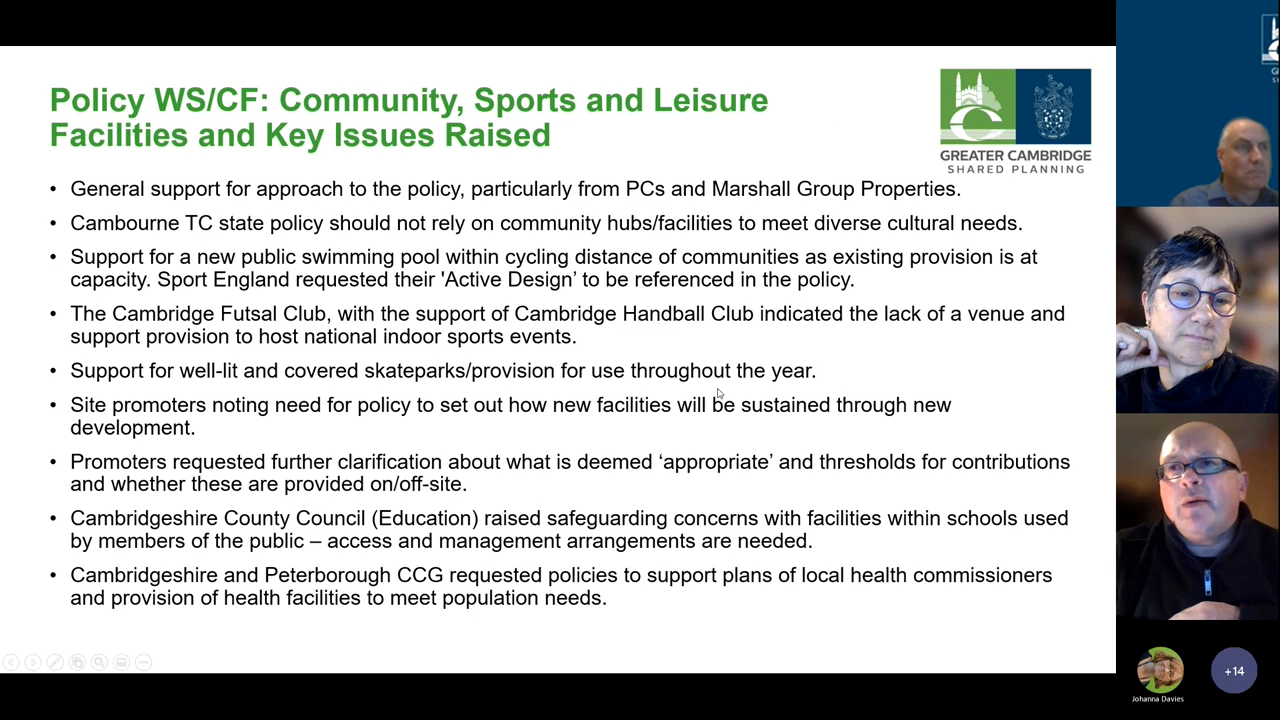 Policy WS/CF: Community, Sports and Leisure
Facilities and Key Issues Raised
GREATER CAMBRIDGE
SHARED PLANNING
• General support for approach to the policy, particularly from PCs and Marshall Group Properties.
• Cambourne TC state policy should not rely on community hubs/facilities to meet diverse cultural needs.
• Support for a new public swimming pool within cycling distance of communities as existing provision is at
capacity. Sport England requested their 'Active Design’ to be referenced in the policy.
• The Cambridge Futsal Club, with the support of Cambridge Handball Club indicated the lack of a venue and
support provision to host national indoor sports events.
• Support for well-lit and covered skateparks/provision for use throughout the year.
• Site promoters noting need for policy to set out how new facilities will be sustained through new
development.
• Promoters requested further clarification about what is deemed ‘appropriate’ and thresholds for contributions
and whether these are provided on/off-site.
• Cambridgeshire County Council (Education) raised safeguarding concerns with facilities within schools used
by members of the public – access and management arrangements are needed.
• Cambridgeshire and Peterborough CCG requested policies to support plans of local health commissioners
and provision of health facilities to meet population needs.
Johanna Davies
+14